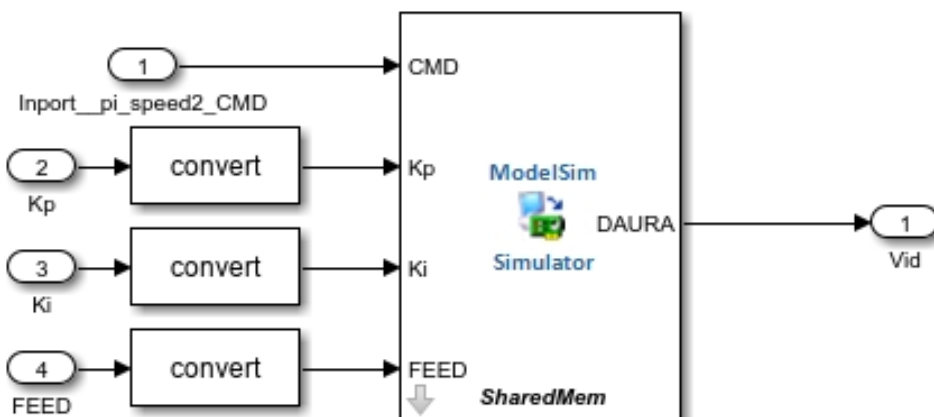 1
CMD
Inport__pi_speed2_CMD
2
convert
Kp
ModelSim
Kp
DAURA
1
Simulator
Vid
3
convert
Ki
Ki
4
convert
FEED
FEED
SharedMem